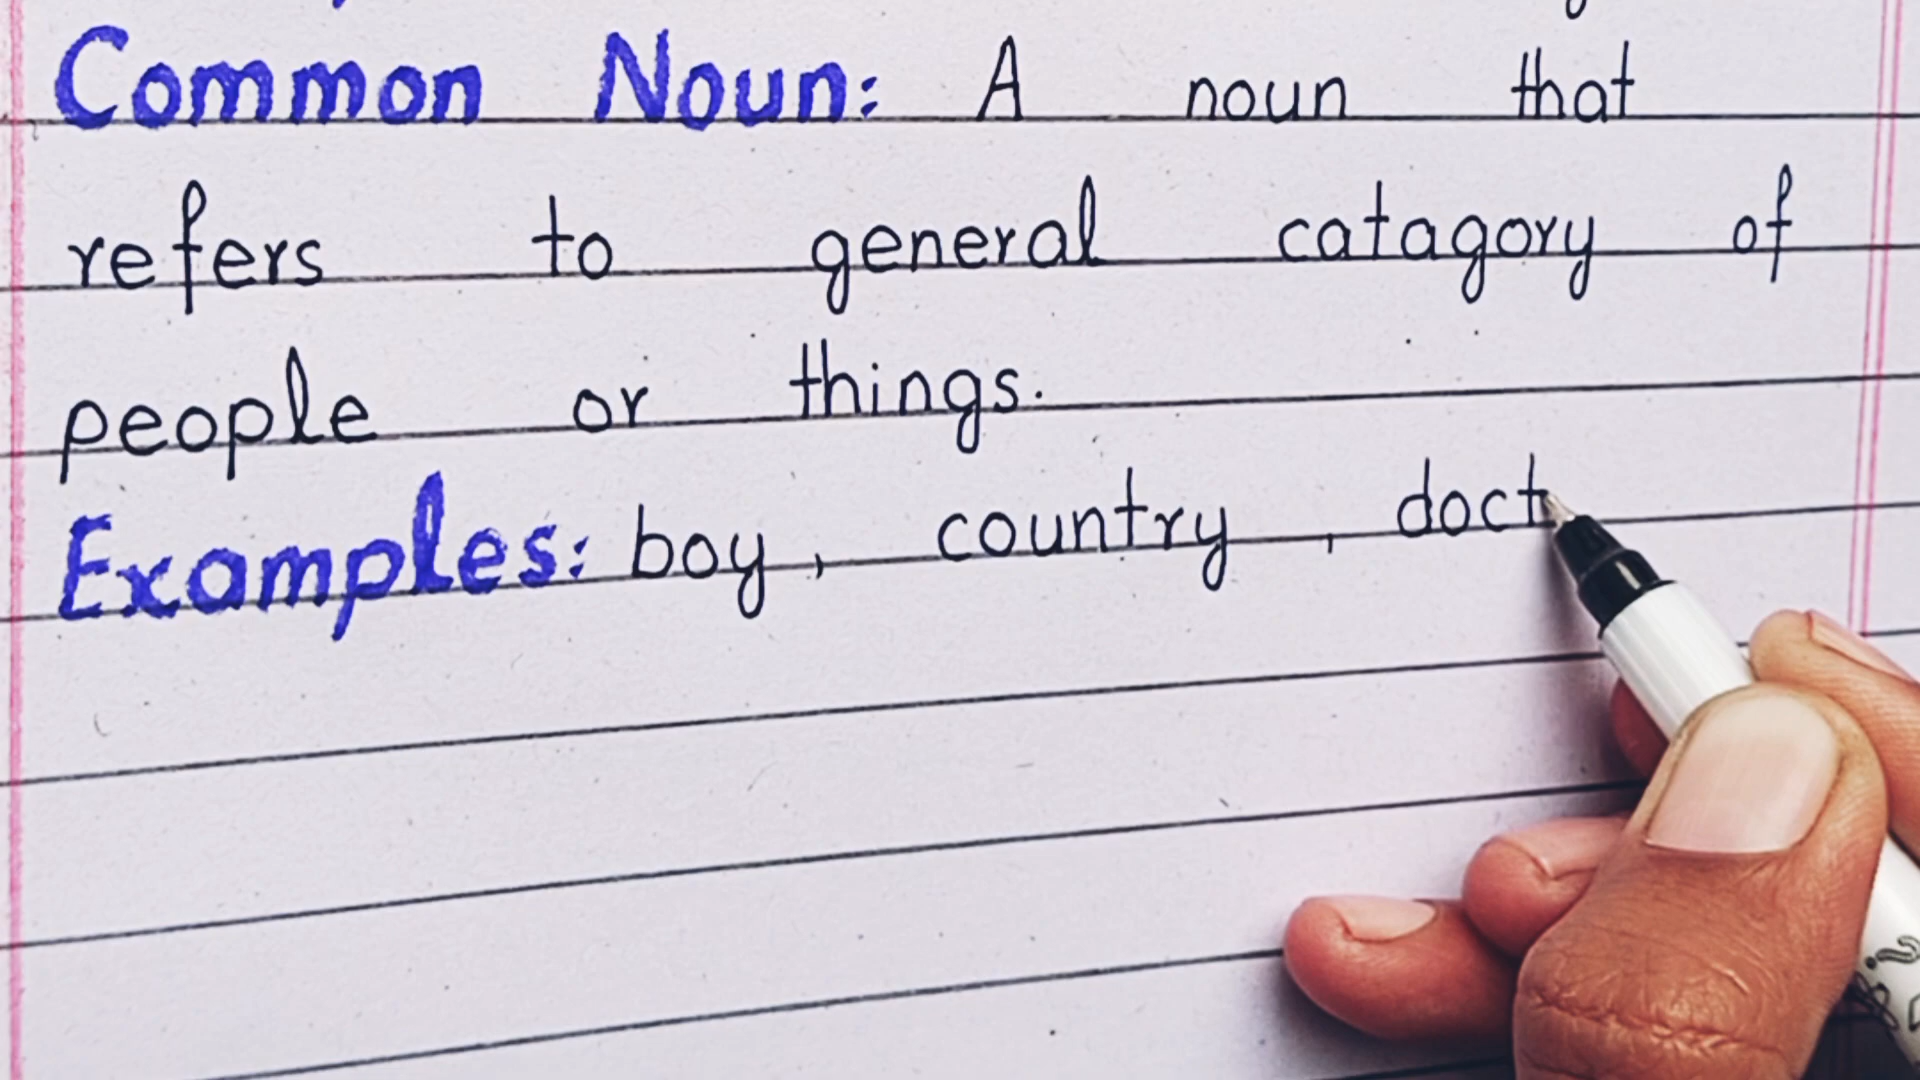 Common Noun: A noun that
refers to general catagory of
people or things.
Examples: boy, country, doct